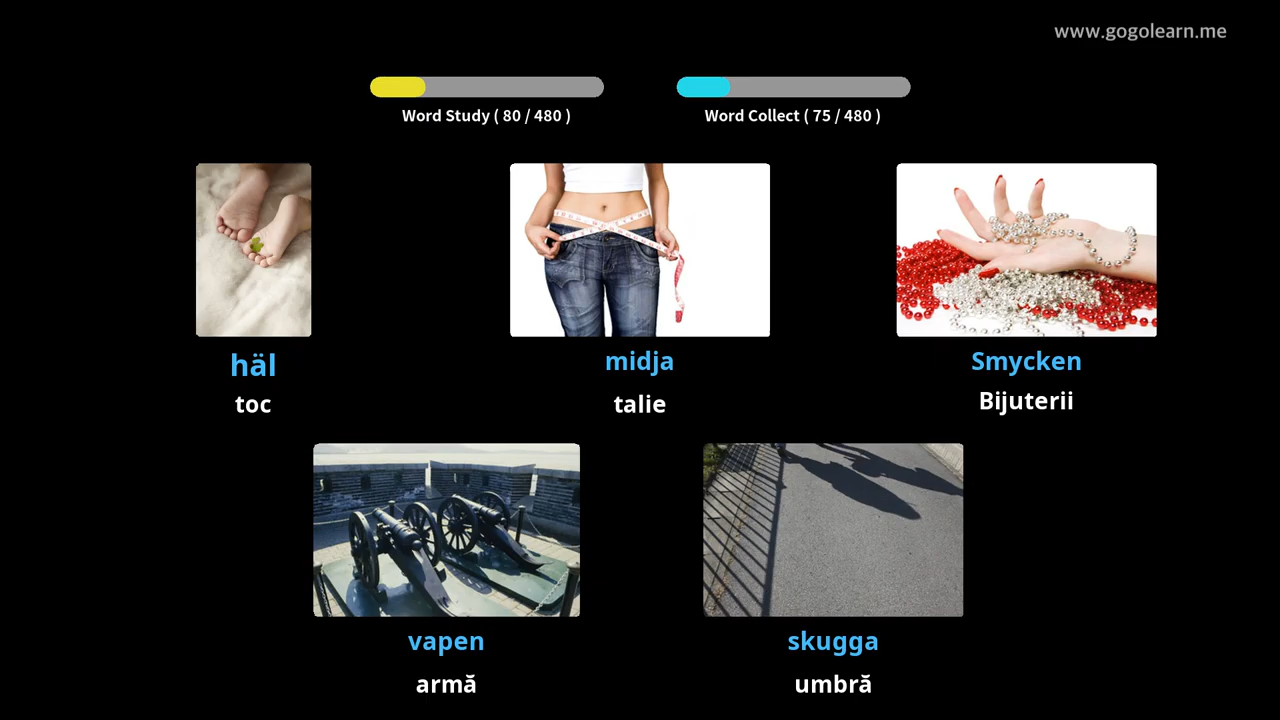 www.gogolearn.me
Word Study ( 80 / 480 )
Word Collect ( 75 / 480 )
häl
toc
midja
talie
Smycken
Bijuterii
vapen
armă
skugga
umbră